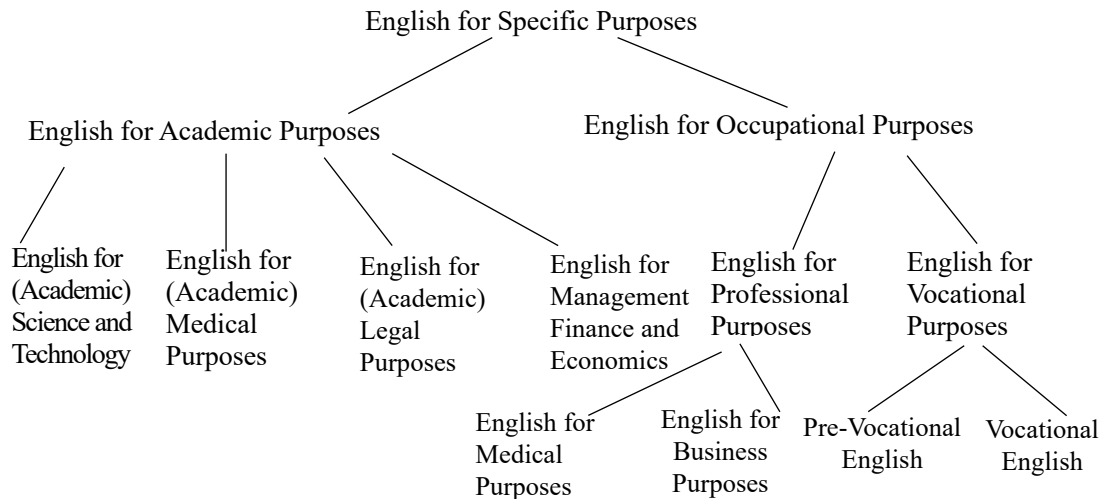 English for Specific Purposes
English for Academic Purposes
English for Occupational Purposes
English for
(Academic)
Science and
Technology
English for
(Academic)
Medical
Purposes
English for
(Academic)
Legal
Purposes
English for
Management
Finance and
Economics
English for
Professional
Purposes
English for
Vocational
Purposes
English for
Medical
Purposes
English for
Business
Purposes
Pre-Vocational
English
Vocational
English